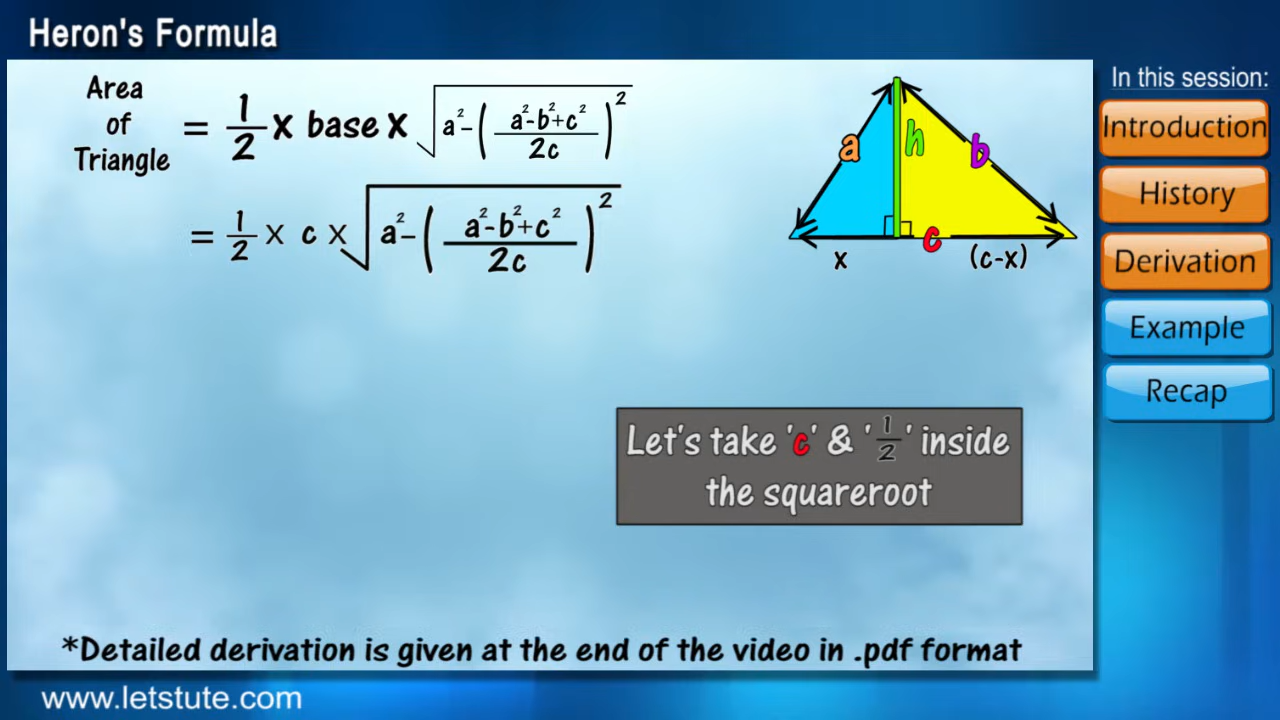 Heron's Formula
Area
of
Triangle
= 1/2 x base x √(a²-((a²-b²+c²)/2c)²)
= 1/2 x c x √(a²-((a²-b²+c²)/2c)²)
a h b
c
x (c-x)
In this session:
Introduction
History
Derivation
Example
Recap
Let's take 'c' & '1/2' inside
the squareroot
*Detailed derivation is given at the end of the video in .pdf format
www.letstute.com